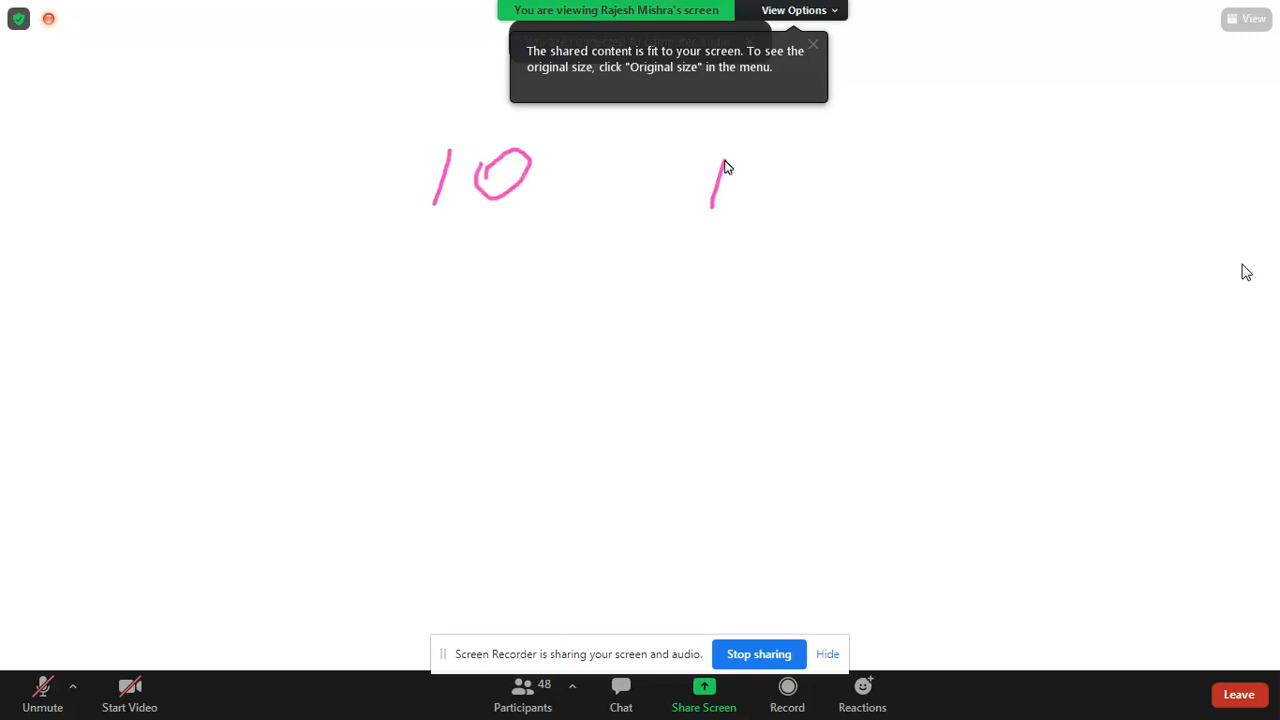 You are viewing Rajesh Mishra's screen View Options
View
The shared content is fit to your screen. To see the
original size, click "Original size" in the menu.
10 1
Screen Recorder is sharing your screen and audio. Stop sharing Hide
48
Unmute Start Video Participants Chat Share Screen Record Reactions Leave